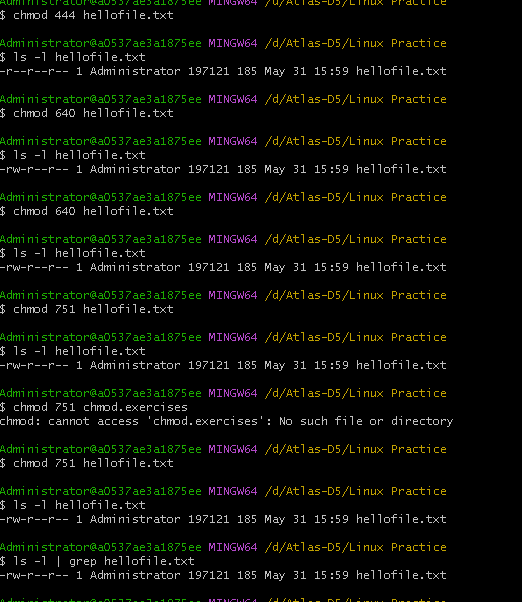 Administrator@a0537ae3a1875ee MINGW64 /d/Atlas-D5/Linux Practice
$ chmod 444 hellofile.txt
Administrator@a0537ae3a1875ee MINGW64 /d/Atlas-D5/Linux Practice
$ ls -l hellofile.txt
-r--r--r-- 1 Administrator 197121 185 May 31 15:59 hellofile.txt
Administrator@a0537ae3a1875ee MINGW64 /d/Atlas-D5/Linux Practice
$ chmod 640 hellofile.txt
Administrator@a0537ae3a1875ee MINGW64 /d/Atlas-D5/Linux Practice
$ ls -l hellofile.txt
-rw-r--r-- 1 Administrator 197121 185 May 31 15:59 hellofile.txt
Administrator@a0537ae3a1875ee MINGW64 /d/Atlas-D5/Linux Practice
$ chmod 640 hellofile.txt
Administrator@a0537ae3a1875ee MINGW64 /d/Atlas-D5/Linux Practice
$ ls -l hellofile.txt
-rw-r--r-- 1 Administrator 197121 185 May 31 15:59 hellofile.txt
Administrator@a0537ae3a1875ee MINGW64 /d/Atlas-D5/Linux Practice
$ chmod 751 hellofile.txt
Administrator@a0537ae3a1875ee MINGW64 /d/Atlas-D5/Linux Practice
$ ls -l hellofile.txt
-rw-r--r-- 1 Administrator 197121 185 May 31 15:59 hellofile.txt
Administrator@a0537ae3a1875ee MINGW64 /d/Atlas-D5/Linux Practice
$ chmod 751 chmod.exercises
chmod: cannot access 'chmod.exercises': No such file or directory
Administrator@a0537ae3a1875ee MINGW64 /d/Atlas-D5/Linux Practice
$ chmod 751 hellofile.txt
Administrator@a0537ae3a1875ee MINGW64 /d/Atlas-D5/Linux Practice
$ ls -l hellofile.txt
-rw-r--r-- 1 Administrator 197121 185 May 31 15:59 hellofile.txt
Administrator@a0537ae3a1875ee MINGW64 /d/Atlas-D5/Linux Practice
$ ls -l | grep hellofile.txt
-rw-r--r-- 1 Administrator 197121 185 May 31 15:59 hellofile.txt